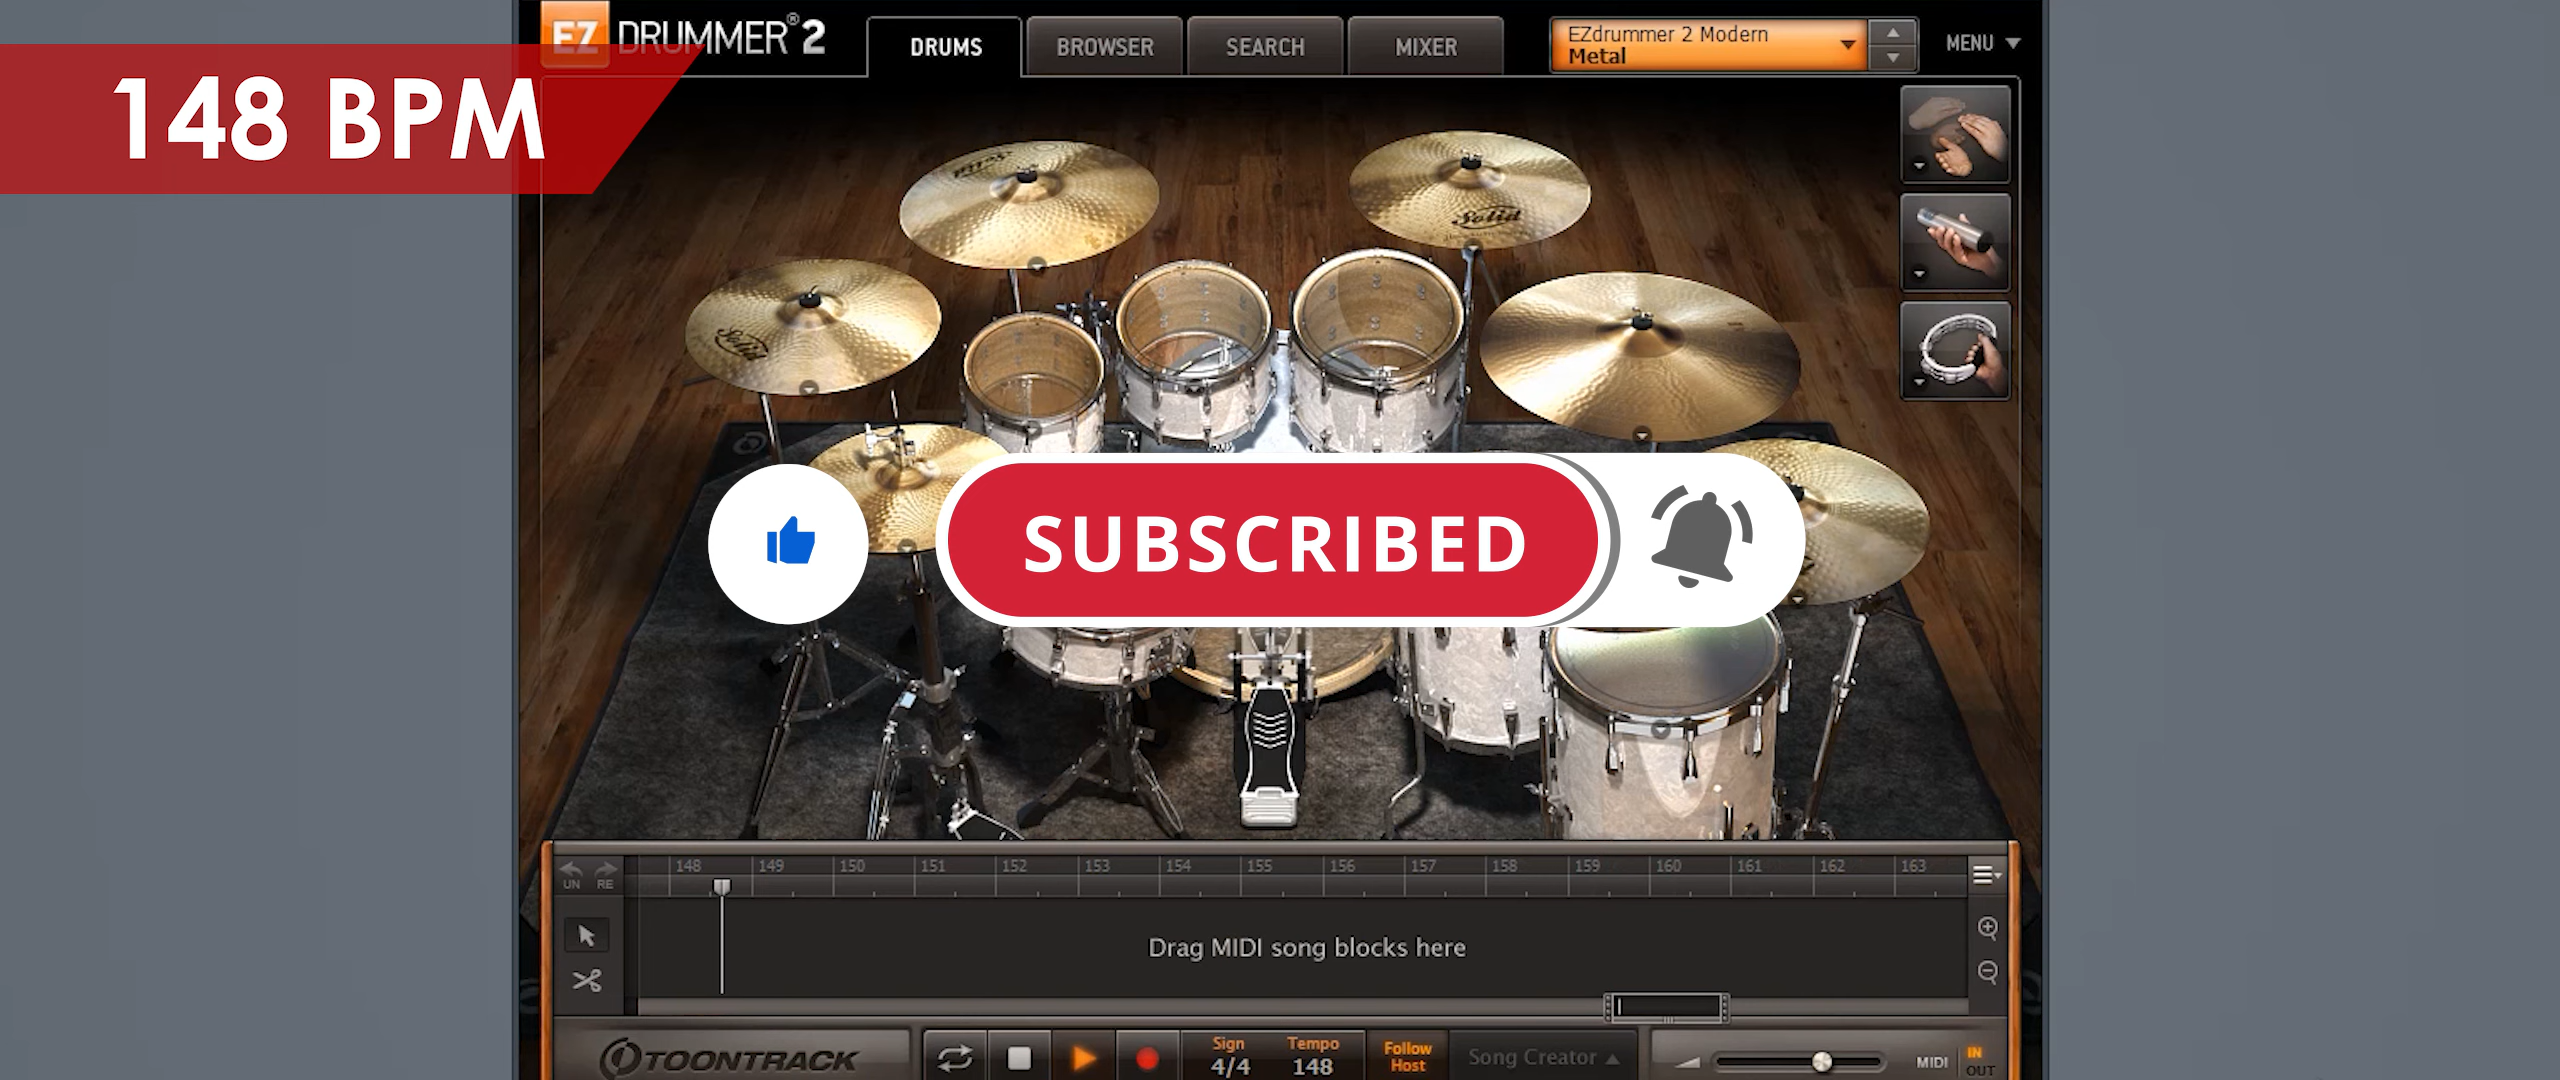 EZ DRUMMER® 2
DRUMS
BROWSER
SEARCH
MIXER
EZdrummer 2 Modern
Metal
MENU
148 BPM
Solid
Solid
SUBSCRIBED
UN RE
148 149 150 151 152 153 154 155 156 157 158 159 160 161 162 163
Drag MIDI song blocks here
TOONTRACK
Sign
4/4
Tempo
148
Follow
Host
Song Creator
MIDI
IN
OUT